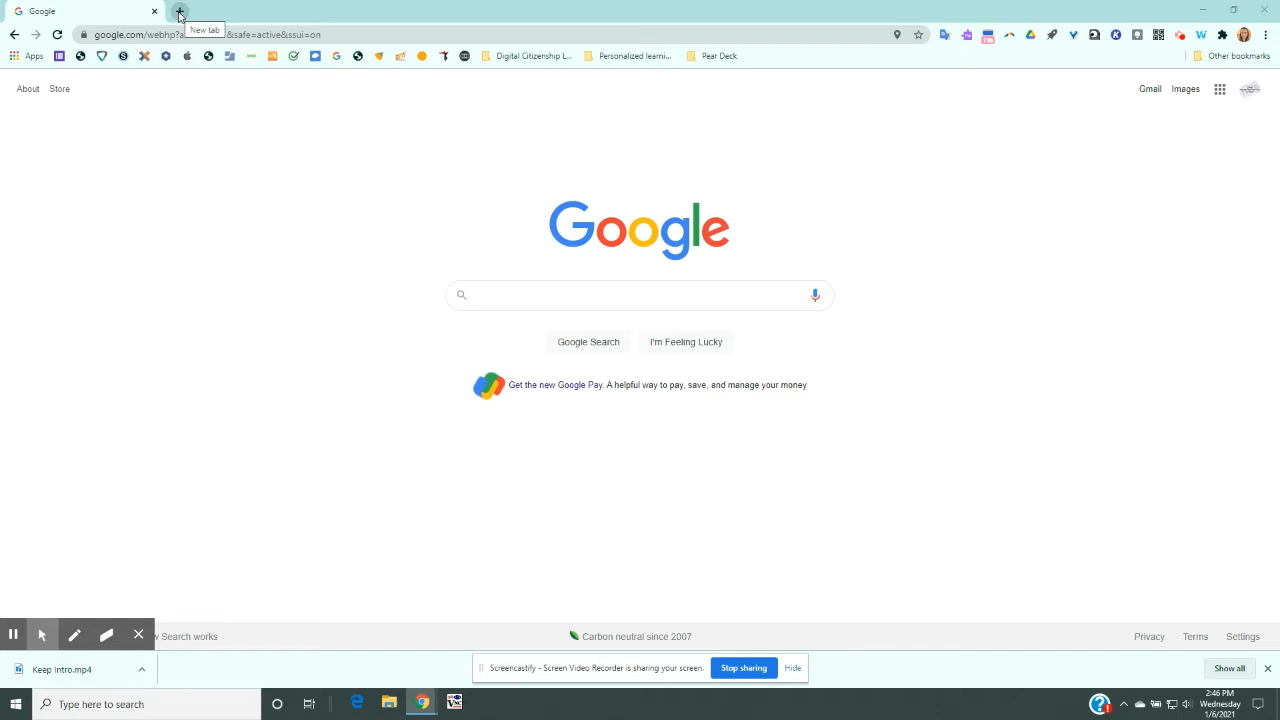 Google
New tab
google.com/webhp?a
&safe=active&ssui=on
Apps
Digital Citizenship L...
Personalized learni...
Pear Deck
Other bookmarks
About
Store
Gmail
Images
Google
Google Search
I'm Feeling Lucky
Get the new Google Pay. A helpful way to pay, save, and manage your money
w Search works
Carbon neutral since 2007
Privacy
Terms
Settings
Keep Intro.mp4
Screencastify - Screen Video Recorder is sharing your screen.
Stop sharing
Hide
Show all
Type here to search
2:46 PM
Wednesday
1/6/2021